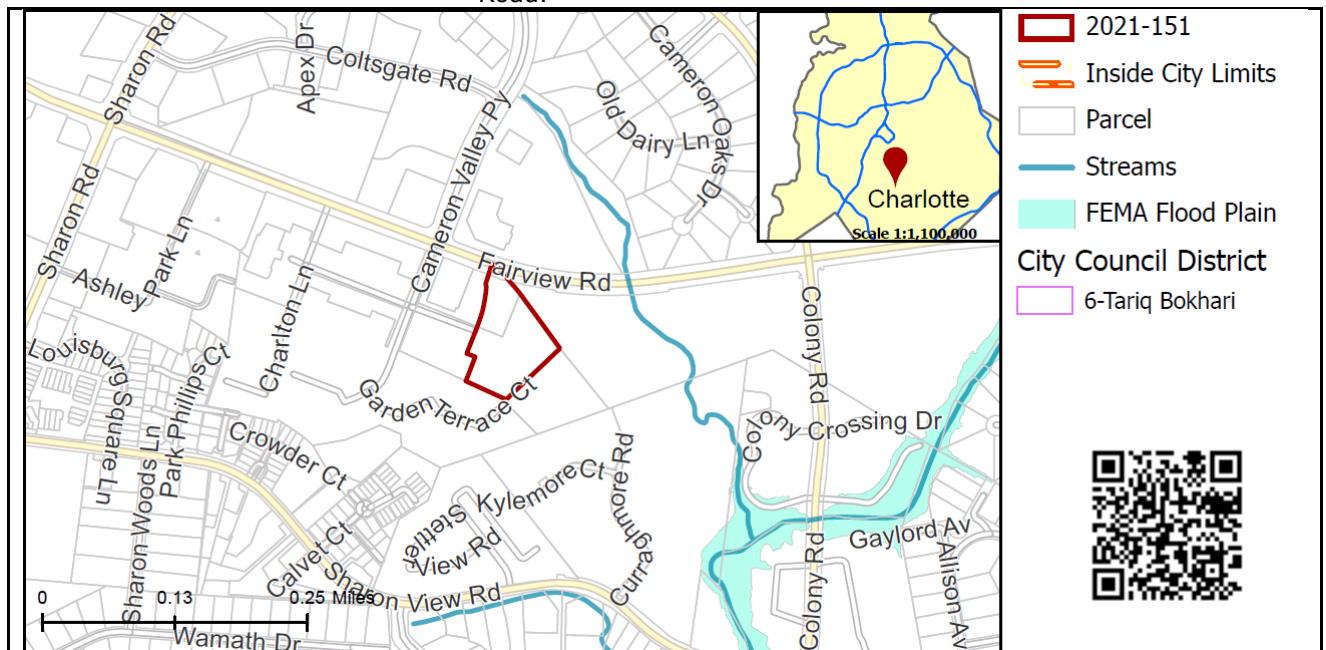 Road.
Sharon Rd
Apex Dr
Coltsgate Rd
Cameron Valley Py
Old Dairy Ln
Cameron Oaks Dr
Charlotte
Scale 1:1,100,000
Sharon Rd
Ashley Park Ln
Charlton Ln
Fairview Rd
Colony Rd
Louisburg Square Ln
Park Phillips Ct
Garden Terrace Ct
Colony Crossing Dr
Crowder Ct
Sharon Woods Ln
Kylemore Ct
Stettler View Rd
Curraghmore Rd
Calvet Ct
Sharon View Rd
Colony Rd
Gaylord Av
Allison Av
Wamath Dr
0 0.13 0.25 Miles
2021-151
Inside City Limits
Parcel
Streams
FEMA Flood Plain
City Council District
6-Tariq Bokhari